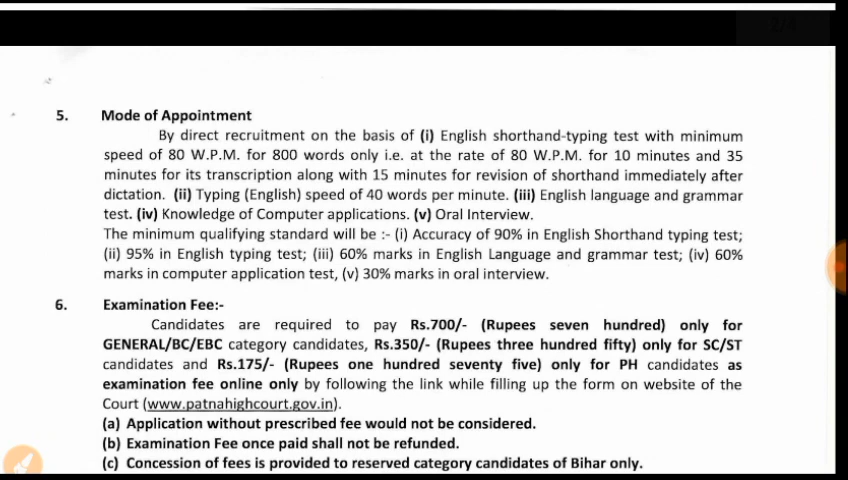 2/4
5. Mode of Appointment
By direct recruitment on the basis of (i) English shorthand-typing test with minimum
speed of 80 W.P.M. for 800 words only i.e. at the rate of 80 W.P.M. for 10 minutes and 35
minutes for its transcription along with 15 minutes for revision of shorthand immediately after
dictation. (ii) Typing (English) speed of 40 words per minute. (iii) English language and grammar
test. (iv) Knowledge of Computer applications. (v) Oral Interview.
The minimum qualifying standard will be :- (i) Accuracy of 90% in English Shorthand typing test;
(ii) 95% in English typing test; (iii) 60% marks in English Language and grammar test; (iv) 60%
marks in computer application test, (v) 30% marks in oral interview.
6. Examination Fee:-
Candidates are required to pay Rs.700/- (Rupees seven hundred) only for
GENERAL/BC/EBC category candidates, Rs.350/- (Rupees three hundred fifty) only for SC/ST
candidates and Rs.175/- (Rupees one hundred seventy five) only for PH candidates as
examination fee online only by following the link while filling up the form on website of the
Court (www.patnahighcourt.gov.in).
(a) Application without prescribed fee would not be considered.
(b) Examination Fee once paid shall not be refunded.
(c) Concession of fees is provided to reserved category candidates of Bihar only.